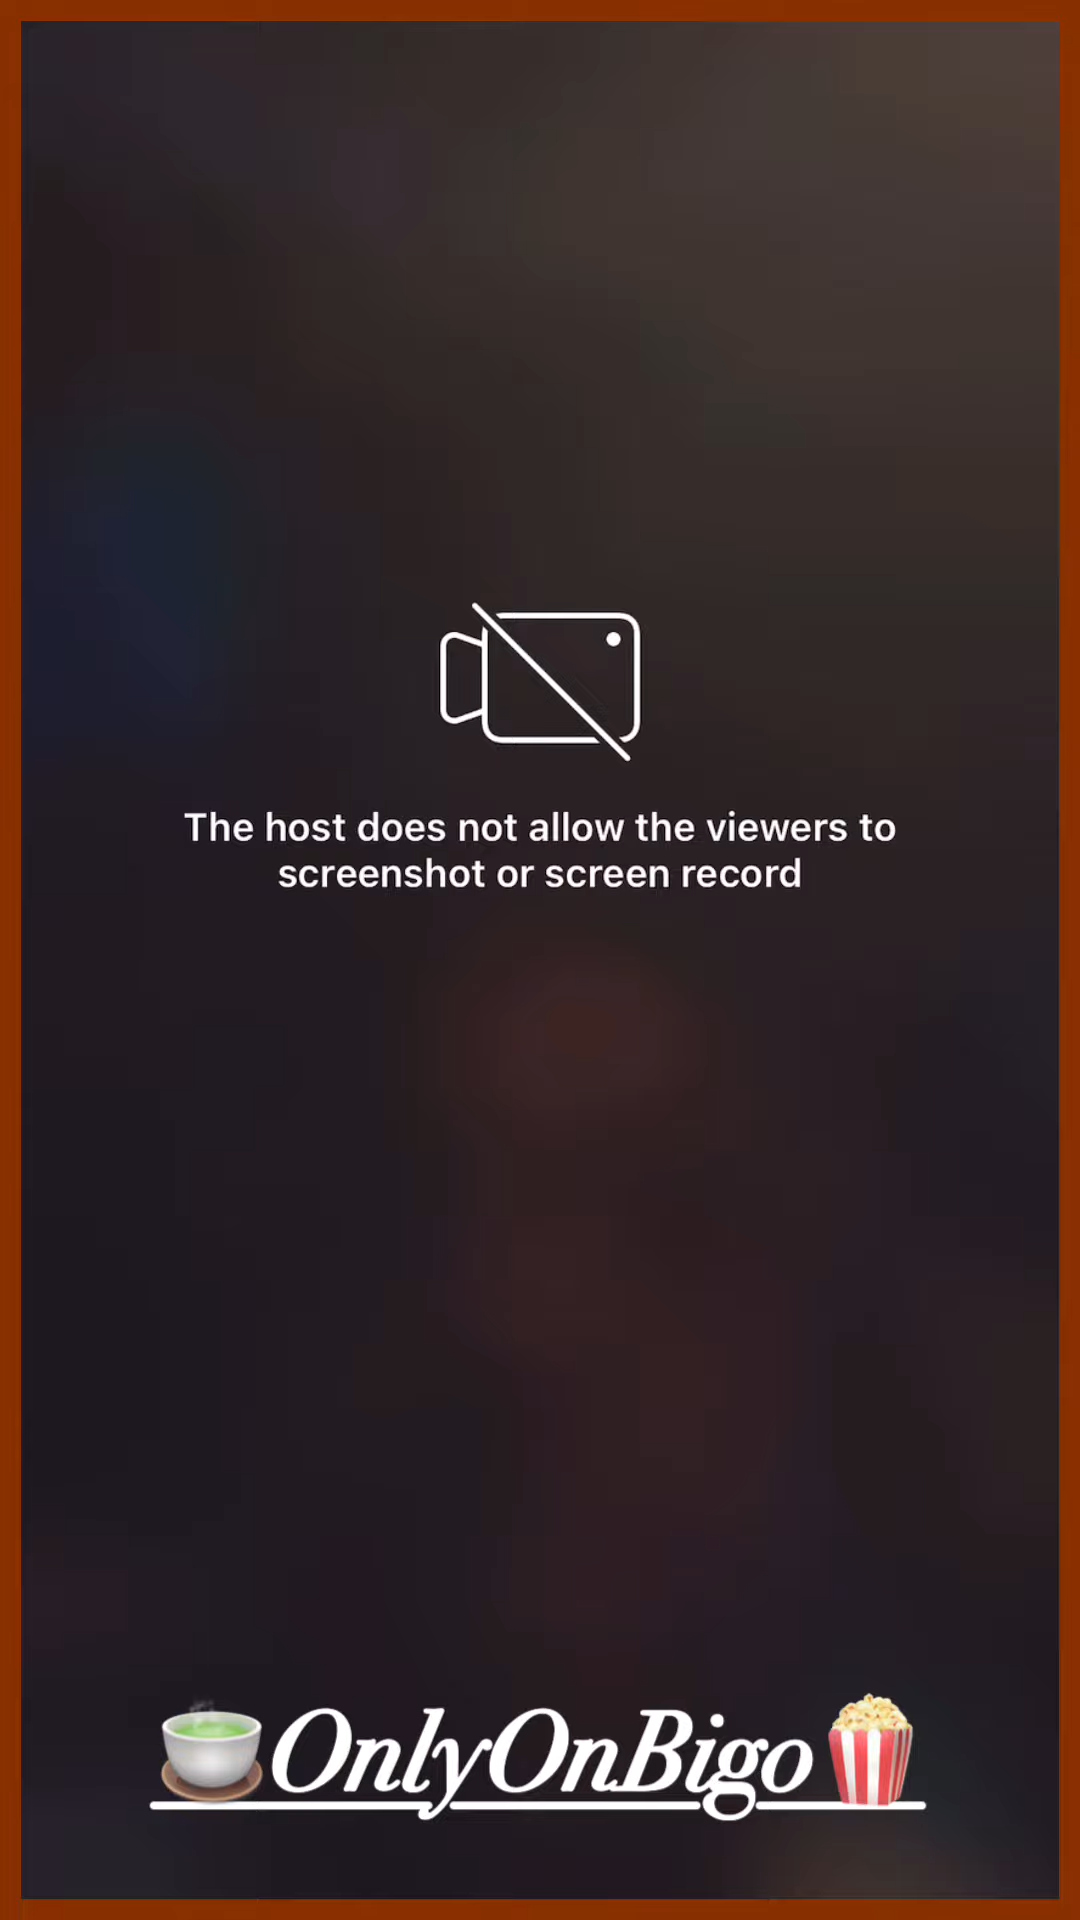 The host does not allow the viewers to
screenshot or screen record
OnlyOnBigo